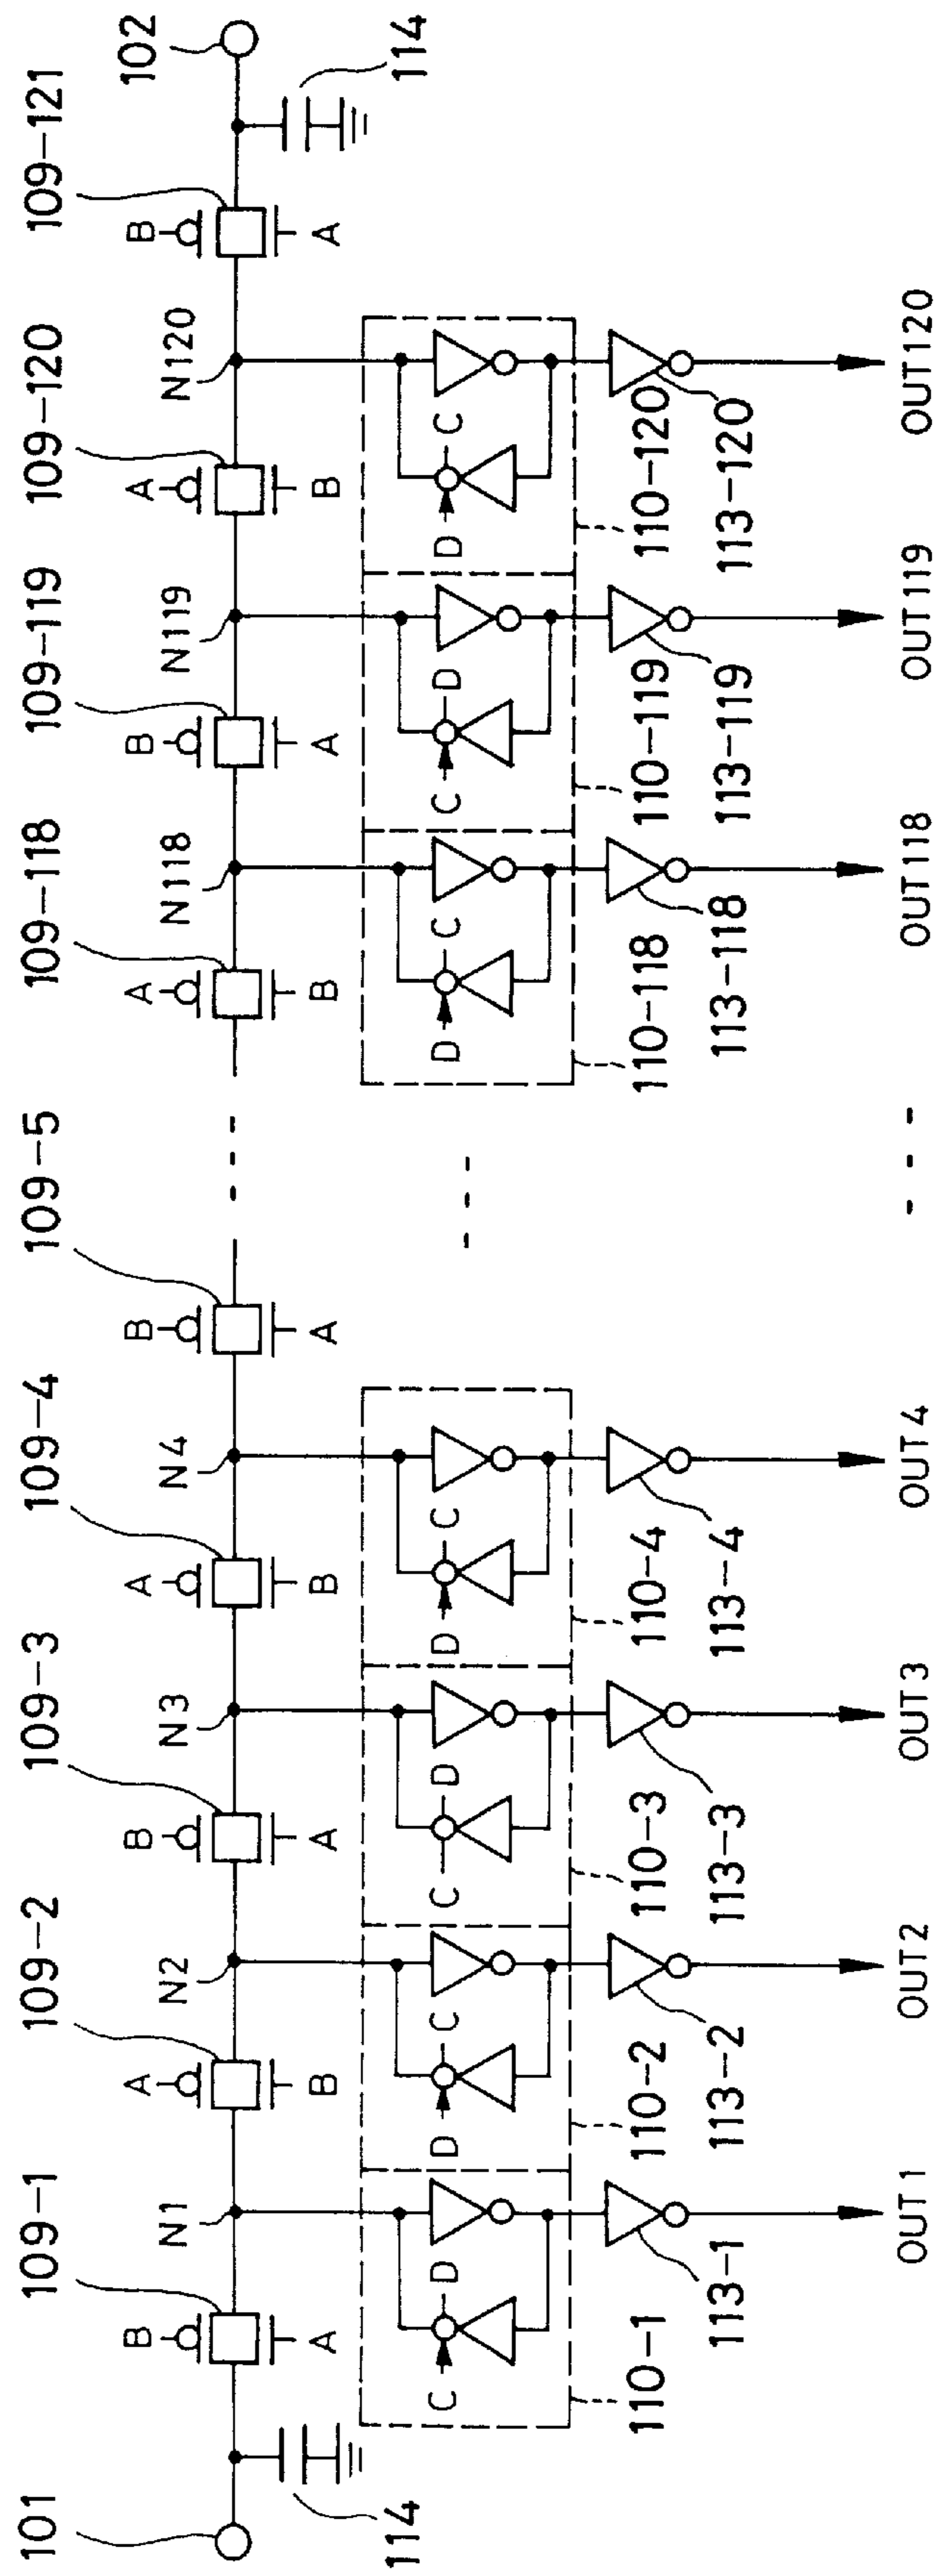 101
109-1
109-2
109-3
109-4
109-5
109-118
109-119
109-120
109-121
102
B
A
B
A
B
A
B
A
B
N1
N2
N3
N4
N118
N119
N120
A
B
A
B
A
B
A
B
A
114
114
C
D
D
C
C
D
D
C
D
C
C
D
D
C
110-1
110-2
110-3
110-4
110-118
110-119
110-120
113-1
113-2
113-3
113-4
113-118
113-119
113-120
OUT1
OUT2
OUT3
OUT4
OUT118
OUT119
OUT120